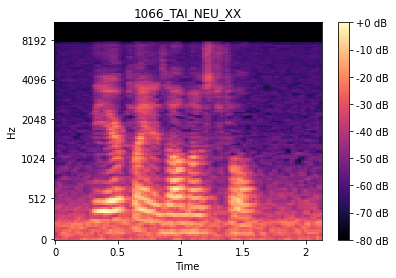 1066_TAI_NEU_XX
Hz
8192
4096
2048
1024
512
0
0
0.5
1
1.5
2
Time
+0 dB
-10 dB
-20 dB
-30 dB
-40 dB
-50 dB
-60 dB
-70 dB
-80 dB